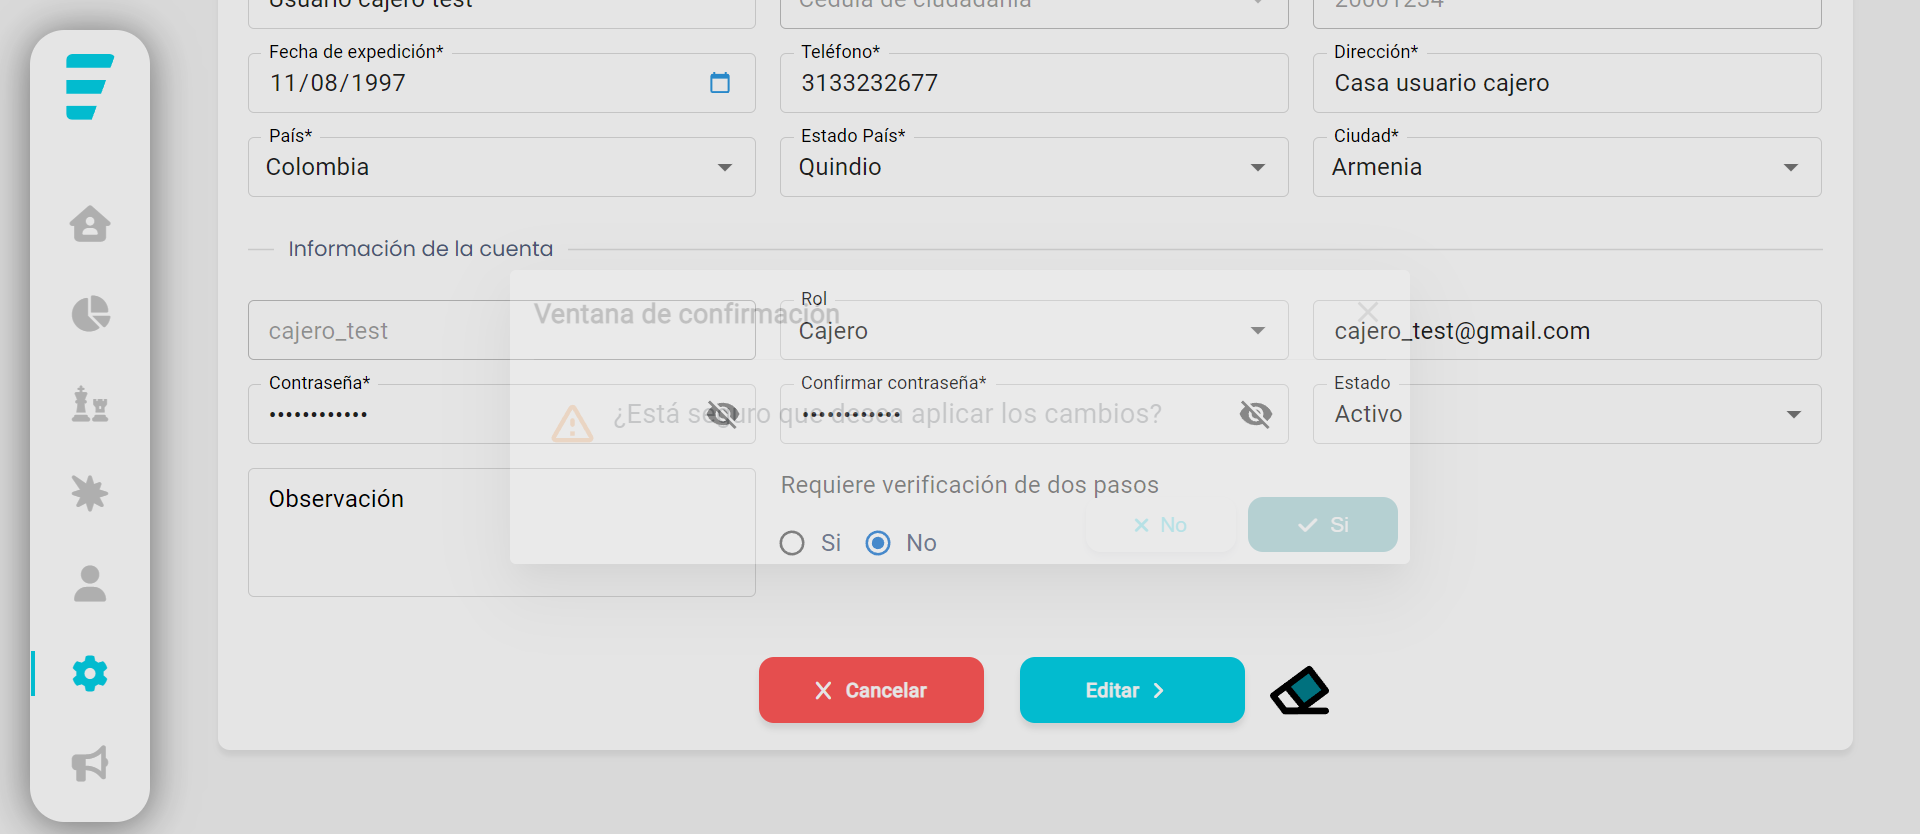 Usuario cajero test
Cédula de ciudadanía
20001234
Fecha de expedición*
11/08/1997
Teléfono*
3133232677
Dirección*
Casa usuario cajero
País*
Colombia
Estado País*
Quindio
Ciudad*
Armenia
Información de la cuenta
Ventana de confirmación
cajero_test
Rol
Cajero
cajero_test@gmail.com
Contraseña*
••••••••••••
Confirmar contraseña*
••••••••••••
Estado
Activo
¿Está seguro que desea aplicar los cambios?
Observación
Requiere verificación de dos pasos
Si
No
No
Si
Cancelar
Editar